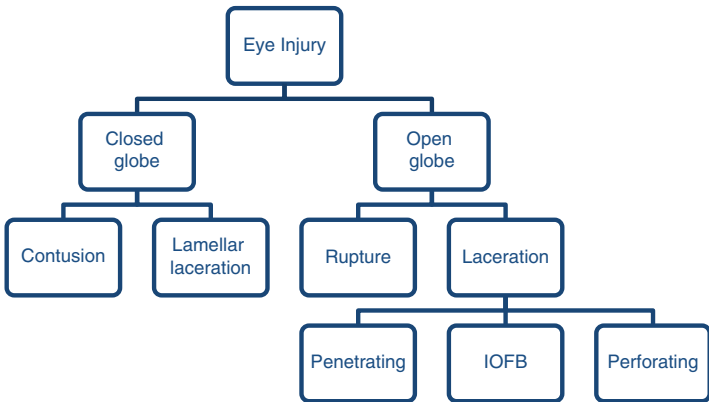 Eye Injury
Closed
globe
Open
globe
Contusion
Lamellar
laceration
Rupture
Laceration
Penetrating
IOFB
Perforating